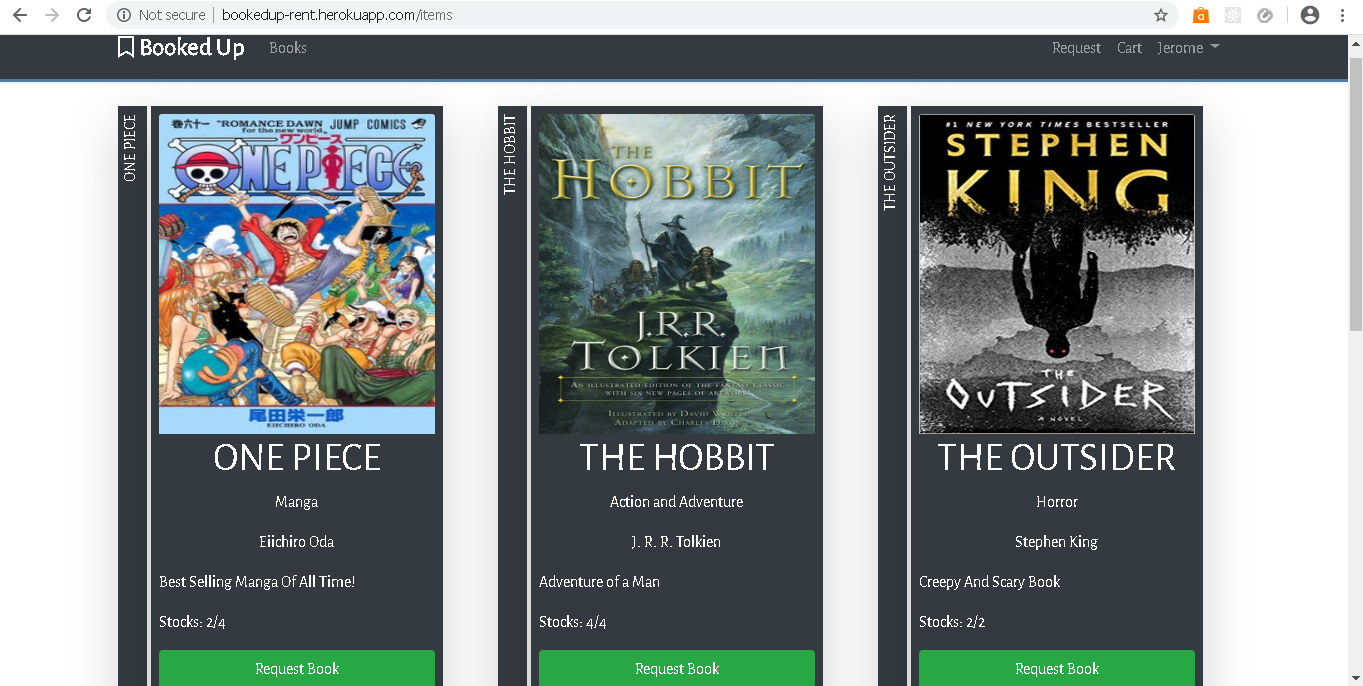 Not secure | bookedup-rent.herokuapp.com/items
Booked Up
Books
Request
Cart
Jerome
ONE PIECE
巻六十一 "ROMANCE DAWN for the new world" JUMP COMICS
ワンピース
ONE PIECE
尾田栄一郎
EIICHIRO ODA
ONE PIECE
Manga
Eiichiro Oda
Best Selling Manga Of All Time!
Stocks: 2/4
Request Book
THE HOBBIT
THE
HOBBIT
J.R.R.
TOLKIEN
AN ILLUSTRATED EDITION OF THE FANTASY CLASSIC
WITH SIX NEW PAGES OF ARTWORK
ILLUSTRATED BY DAVID
ADAPTED BY CHARLES
THE HOBBIT
Action and Adventure
J. R. R. Tolkien
Adventure of a Man
Stocks: 4/4
Request Book
THE OUTSIDER
#1 NEW YORK TIMES BESTSELLER
STEPHEN
KING
THE
OUTSIDER
A NOVEL
THE OUTSIDER
Horror
Stephen King
Creepy And Scary Book
Stocks: 2/2
Request Book